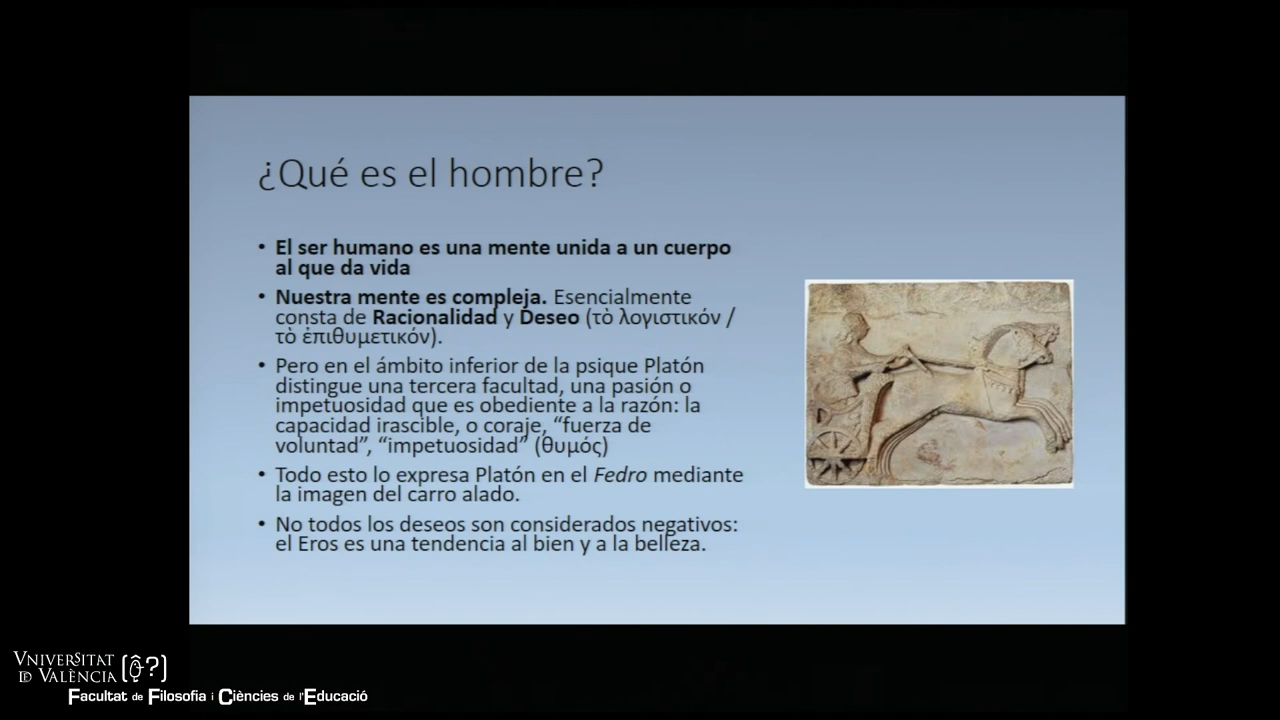 ¿Qué es el hombre?
• El ser humano es una mente unida a un cuerpo
al que da vida
• Nuestra mente es compleja. Esencialmente
consta de Racionalidad y Deseo (τὸ λογιστικόν /
τὸ ἐπιθυμετικόν).
• Pero en el ámbito inferior de la psique Platón
distingue una tercera facultad, una pasión o
impetuosidad que es obediente a la razón: la
capacidad irascible, o coraje, “fuerza de
voluntad”, “impetuosidad” (θυμός)
• Todo esto lo expresa Platón en el Fedro mediante
la imagen del carro alado.
• No todos los deseos son considerados negativos:
el Eros es una tendencia al bien y a la belleza.
VNIVERSITAT
DE VALÈNCIA
Facultat de Filosofia i Ciències de l'Educació